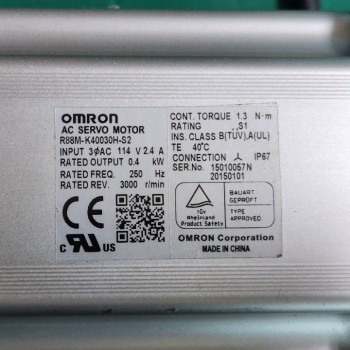 OMRON
AC SERVO MOTOR
R88M-K40030H-S2
INPUT 3ØAC 114 V 2.4 A
RATED OUTPUT 0.4 kW
RATED FREQ. 250 Hz
RATED REV. 3000 r/min
CONT. TORQUE 1.3 N·m
RATING S1
INS. CLASS B(TÜV),A(UL)
TE 40°C
CONNECTION IP67
SER.No. 15010057N
20150101
TÜV
Rheinland
Product Safety
BAUART
GEPRÜFT
TYPE
APPROVED
C US
OMRON Corporation
MADE IN CHINA